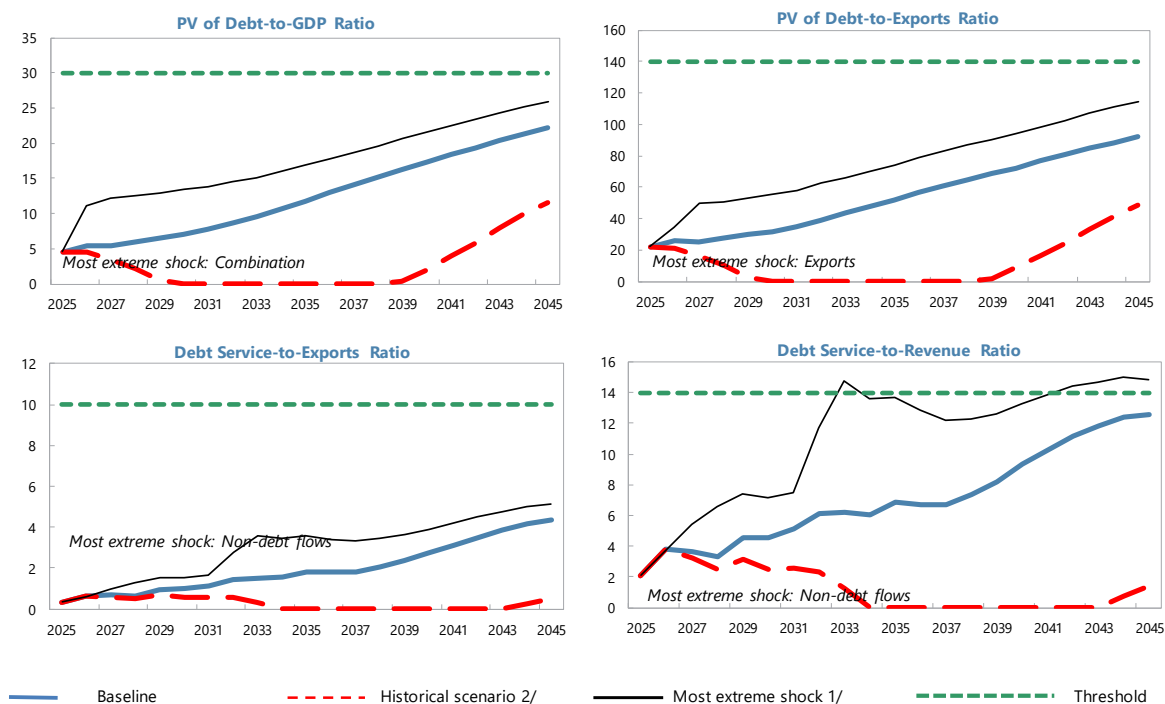 PV of Debt-to-GDP Ratio
35
30
25
20
15
10
5
0
Most extreme shock: Combination
2025 2027 2029 2031 2033 2035 2037 2039 2041 2043 2045
PV of Debt-to-Exports Ratio
160
140
120
100
80
60
40
20
0
Most extreme shock: Exports
2025 2027 2029 2031 2033 2035 2037 2039 2041 2043 2045
Debt Service-to-Exports Ratio
12
10
8
6
4
2
0
Most extreme shock: Non-debt flows
2025 2027 2029 2031 2033 2035 2037 2039 2041 2043 2045
Debt Service-to-Revenue Ratio
16
14
12
10
8
6
4
2
0
Most extreme shock: Non-debt flows
2025 2027 2029 2031 2033 2035 2037 2039 2041 2043 2045
Baseline Historical scenario 2/ Most extreme shock 1/ Threshold